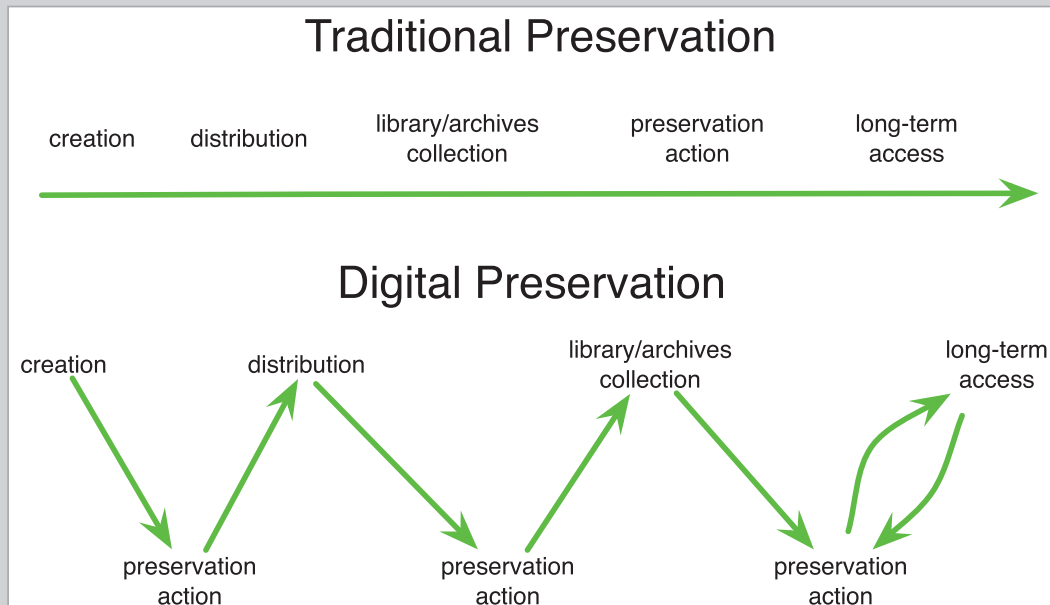 Traditional Preservation
creation
distribution
library/archives
collection
preservation
action
long-term
access
Digital Preservation
creation
distribution
library/archives
collection
long-term
access
preservation
action
preservation
action
preservation
action